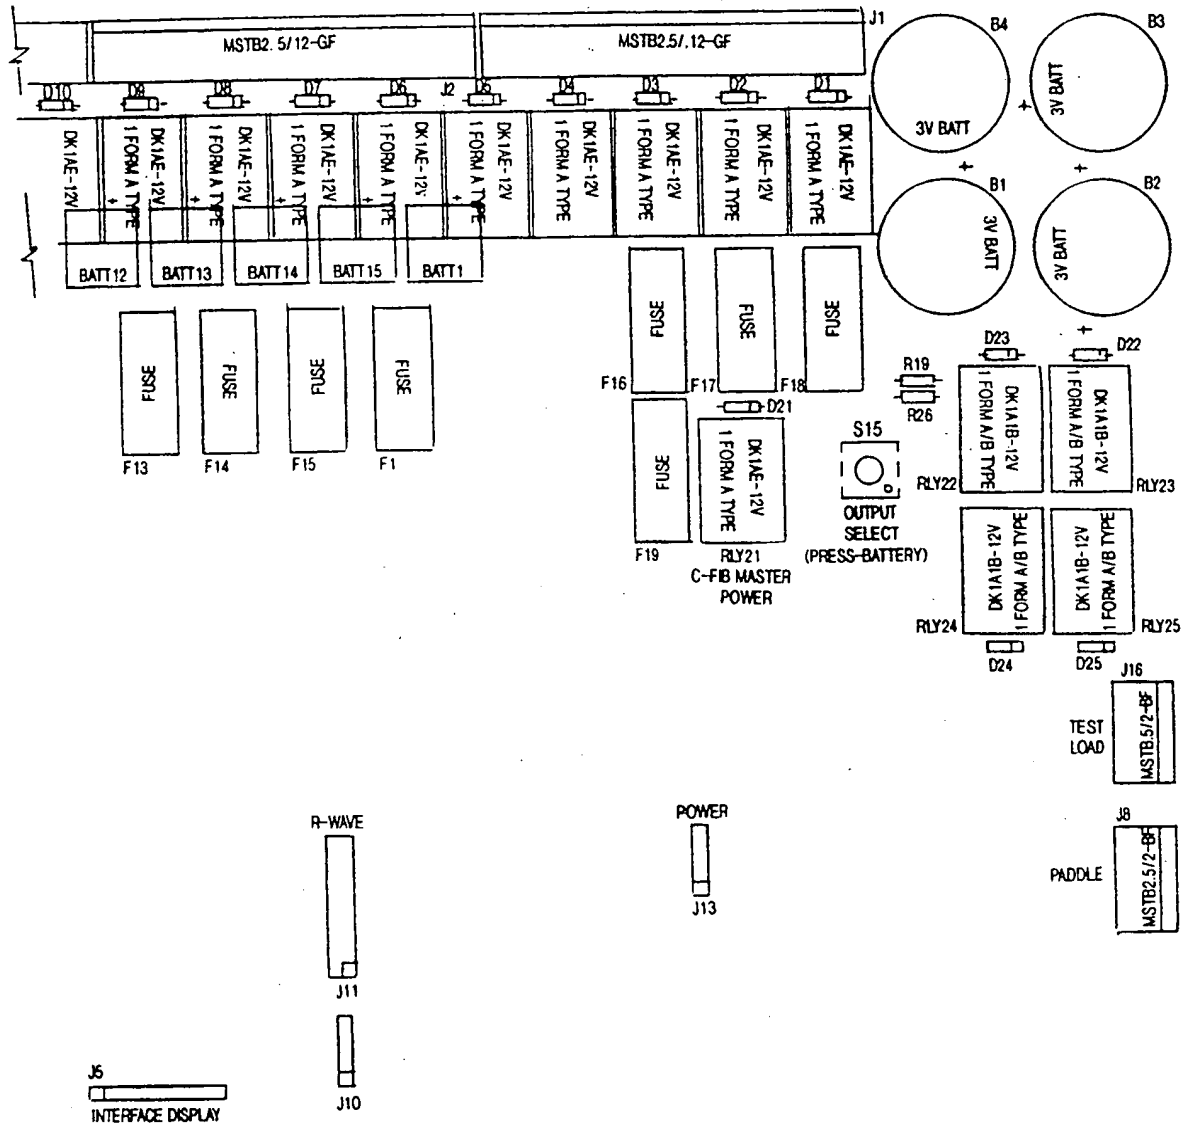 MSTB2.5/12-GF
MSTB2.5/.12-GF
J1
B4
B3
3V BATT
3V BATT
D10
D9
D8
D7
D6
J2
D5
D4
D3
D2
D1
DK1AE-12V
DK1AE-12V
1 FORM A TYPE
DK1AE-12V
1 FORM A TYPE
DK1AE-12V
1 FORM A TYPE
DK1AE-12V
1 FORM A TYPE
DK1AE-12V
1 FORM A TYPE
DK1AE-12V
1 FORM A TYPE
DK1AE-12V
1 FORM A TYPE
DK1AE-12V
1 FORM A TYPE
DK1AE-12V
1 FORM A TYPE
+
+
+
+
+
+
+
+
B1
B2
3V BATT
3V BATT
BATT12
BATT13
BATT14
BATT15
BATT1
FUSE
FUSE
FUSE
F16
F17
F18
+
FUSE
FUSE
FUSE
FUSE
F13
F14
F15
F1
D23
D22
R19
R26
D21
DK1A1B-12V
1 FORM A/B TYPE
DK1A1B-12V
1 FORM A/B TYPE
RLY22
RLY23
FUSE
F19
DK1AE-12V
1 FORM A TYPE
RLY21
C-FIB MASTER
POWER
S15
OUTPUT
SELECT
(PRESS-BATTERY)
DK1A1B-12V
1 FORM A/B TYPE
DK1A1B-12V
1 FORM A/B TYPE
RLY24
RLY25
D24
D25
J16
TEST
LOAD
MSTB.5/2-BF
J8
PADDLE
MSTB2.5/2-BF
R-WAVE
J11
POWER
J13
J10
J5
INTERFACE DISPLAY